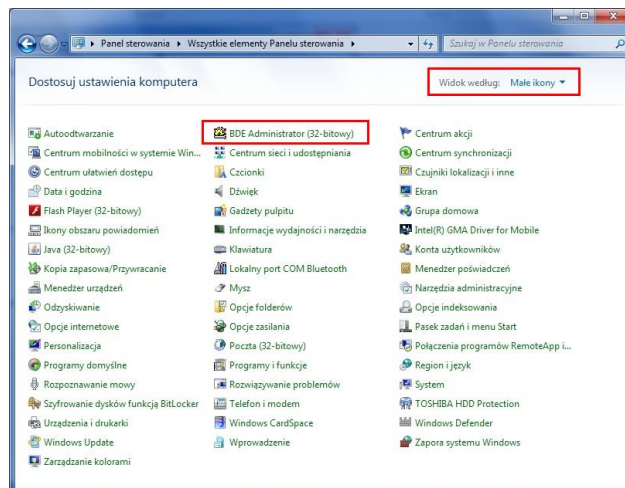 Panel sterowania ▸ Wszystkie elementy Panelu sterowania ▸
Szukaj w Panelu sterowania
Dostosuj ustawienia komputera
Widok według: Małe ikony
Autoodtwarzanie
BDE Administrator (32-bitowy)
Centrum akcji
Centrum mobilności w systemie Win...
Centrum sieci i udostępniania
Centrum synchronizacji
Centrum ułatwień dostępu
Czcionki
Czujniki lokalizacji i inne
Data i godzina
Dźwięk
Ekran
Flash Player (32-bitowy)
Gadżety pulpitu
Grupa domowa
Ikony obszaru powiadomień
Informacje wydajności i narzędzia
Intel(R) GMA Driver for Mobile
Java (32-bitowy)
Klawiatura
Konta użytkowników
Kopia zapasowa/Przywracanie
Lokalny port COM Bluetooth
Menedżer poświadczeń
Menedżer urządzeń
Mysz
Narzędzia administracyjne
Odzyskiwanie
Opcje folderów
Opcje indeksowania
Opcje internetowe
Opcje zasilania
Pasek zadań i menu Start
Personalizacja
Poczta (32-bitowy)
Połączenia programów RemoteApp i...
Programy domyślne
Programy i funkcje
Region i język
Rozpoznawanie mowy
Rozwiązywanie problemów
System
Szyfrowanie dysków funkcją BitLocker
Telefon i modem
TOSHIBA HDD Protection
Urządzenia i drukarki
Windows CardSpace
Windows Defender
Windows Update
Wprowadzenie
Zapora systemu Windows
Zarządzanie kolorami